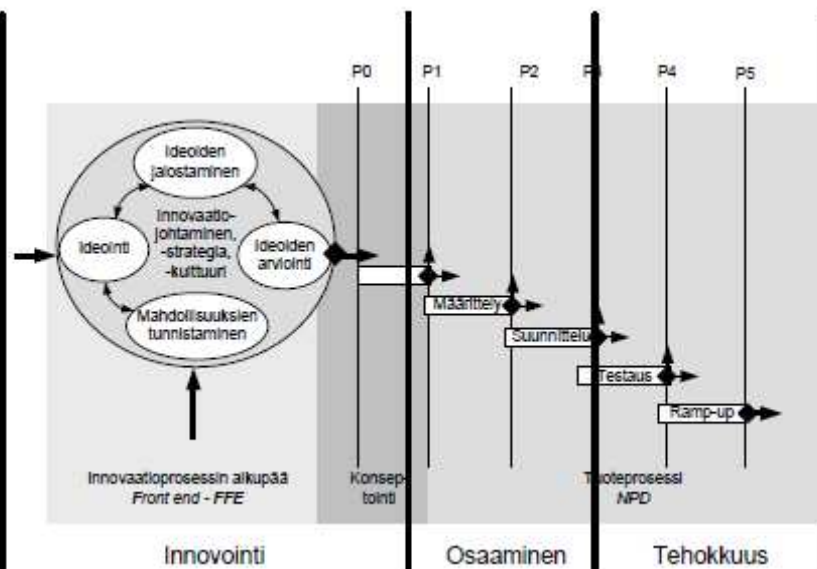 P0
P1
P2
P3
P4
P5
Ideoiden
jalostaminen
Innovaatio-
johtaminen,
-strategia,
-kulttuuri
Ideointi
Ideoiden
arviointi
Mahdollisuuksien
tunnistaminen
Määrittely
Suunnittelu
Testaus
Ramp-up
Innovaatioprosessin alkupää
Front end - FFE
Konsep-
tointi
Tuoteprosessi
NPD
Innovointi
Osaaminen
Tehokkuus